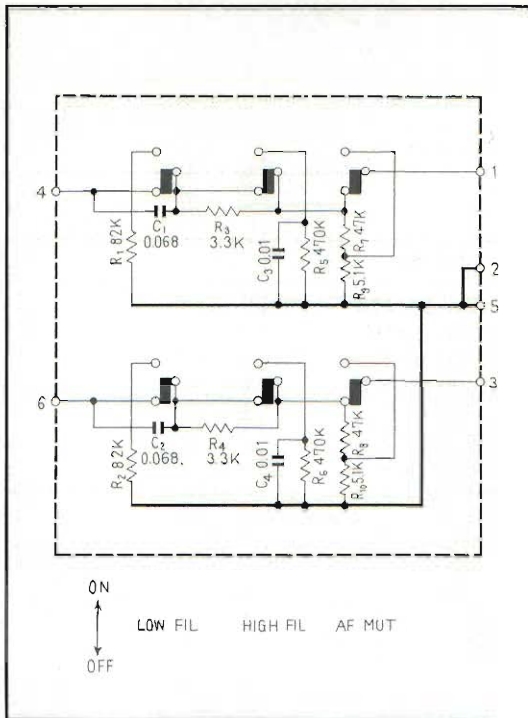 4
1
C1
0.068
R3
3.3K
R1 82K
C3 0.01
R5 470K
R7 47K
R9 5.1K
2
5
6
3
C2
0.068
R4
3.3K
R2 82K
C4 0.01
R6 470K
R8 47K
R10 5.1K
ON
OFF
LOW FIL HIGH FIL AF MUT